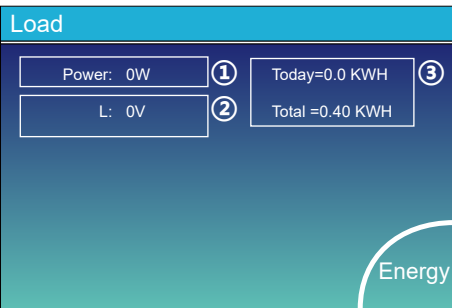 Load
Power: 0W ①
L: 0V ②
Today=0.0 KWH ③
Total =0.40 KWH
Energy